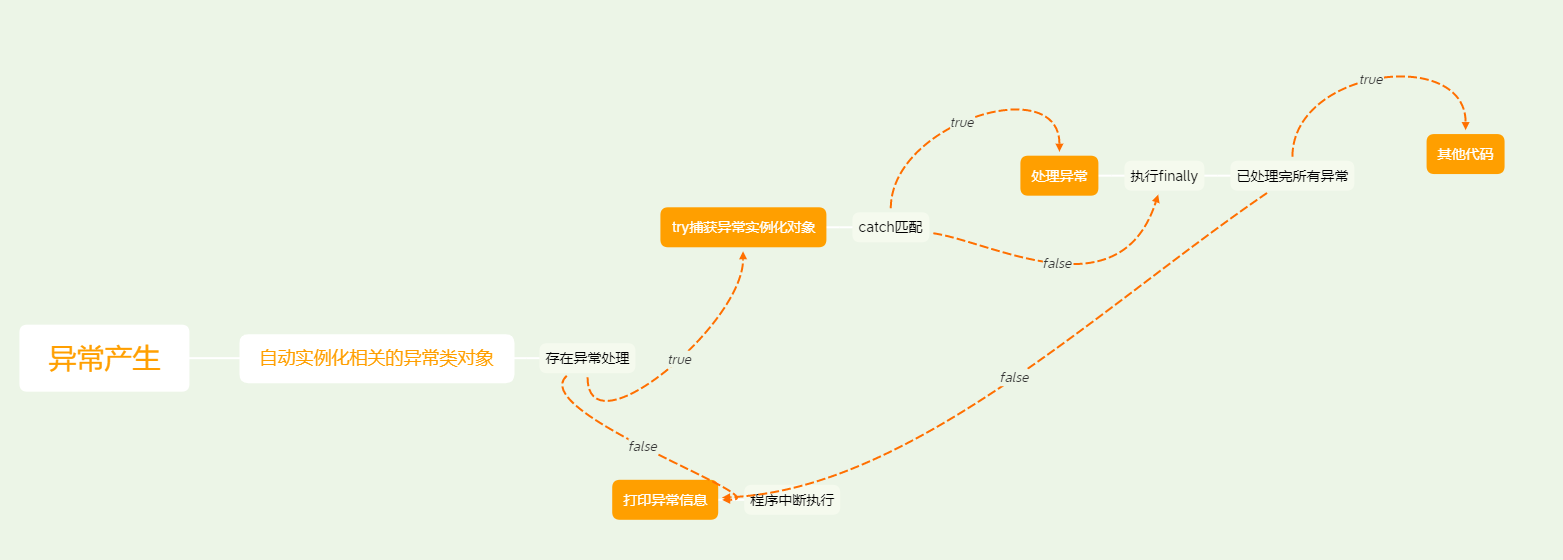 异常产生
自动实例化相关的异常类对象
存在异常处理
true
try捕获异常实例化对象
catch匹配
true
处理异常
执行finally
已处理完所有异常
true
其他代码
false
false
false
打印异常信息
程序中断执行